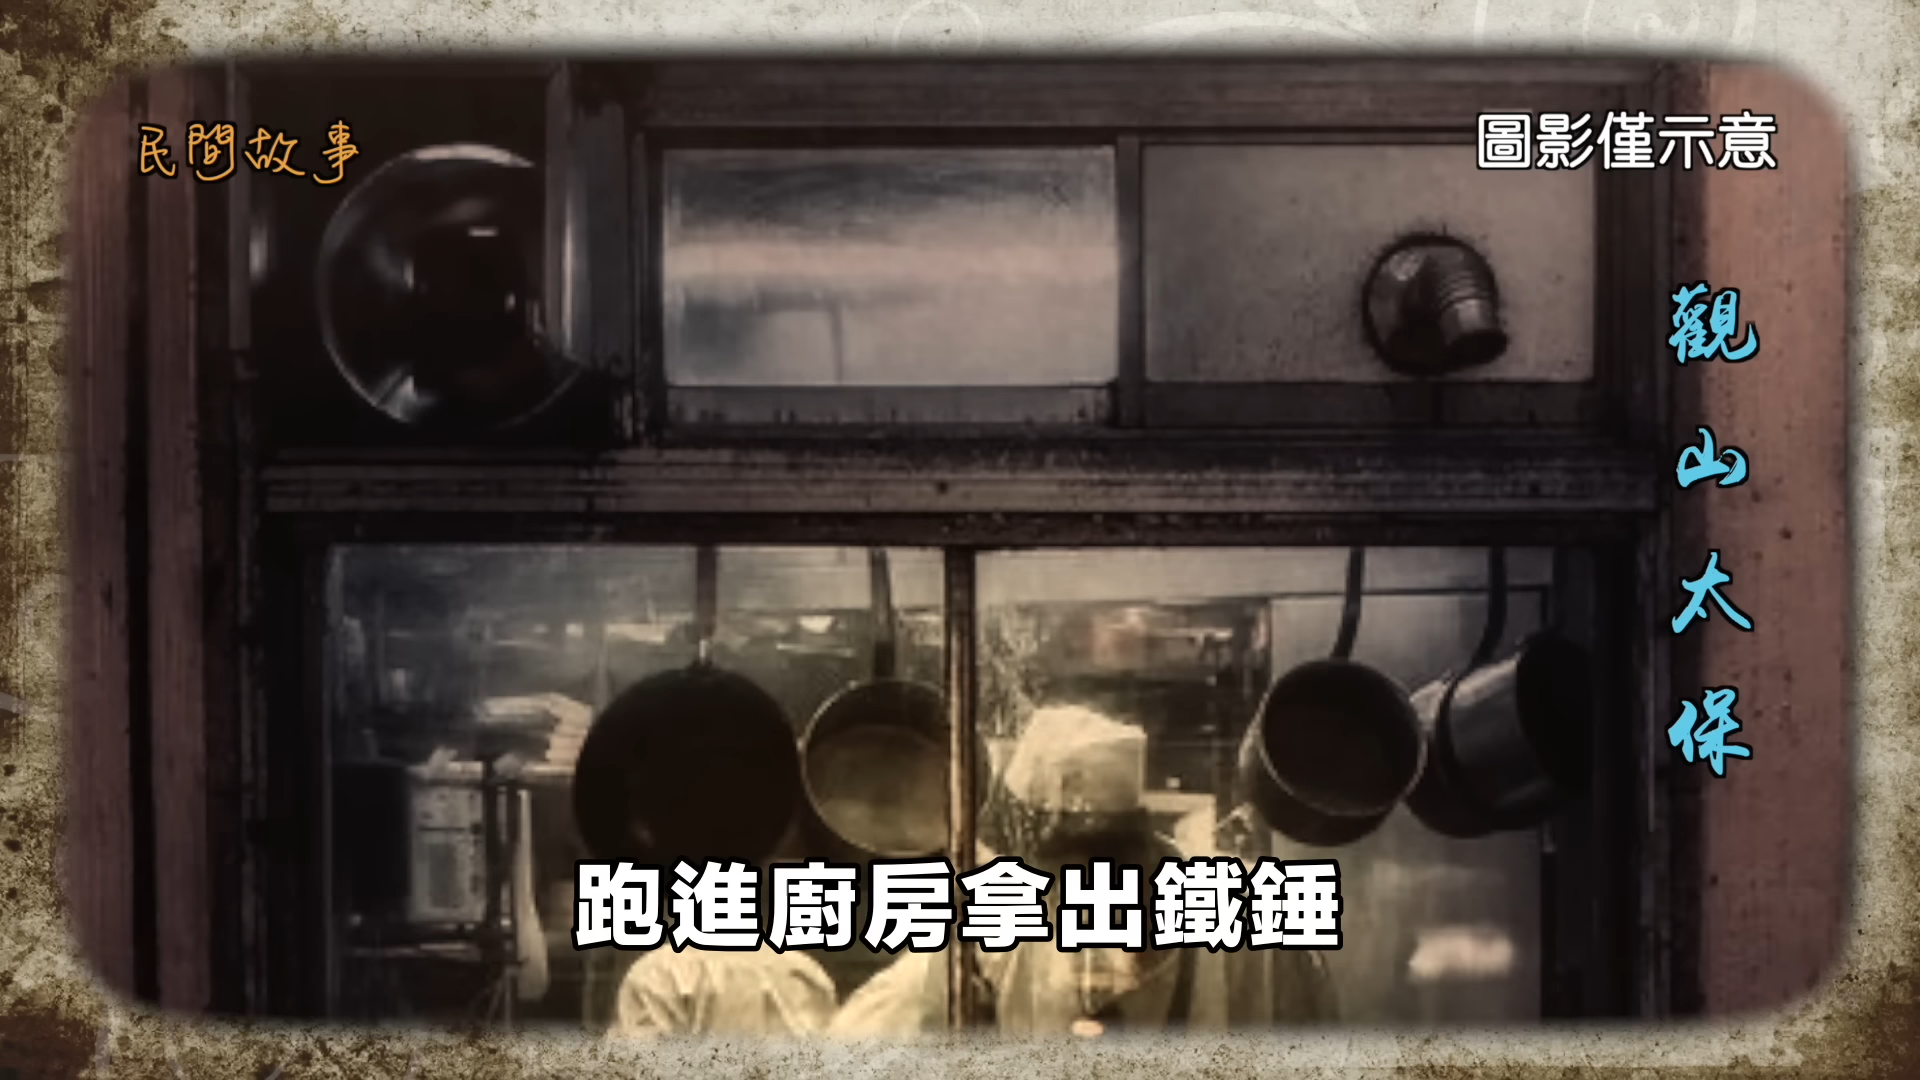 民間故事
圖影僅示意
觀山太保
跑進廚房拿出鐵錘